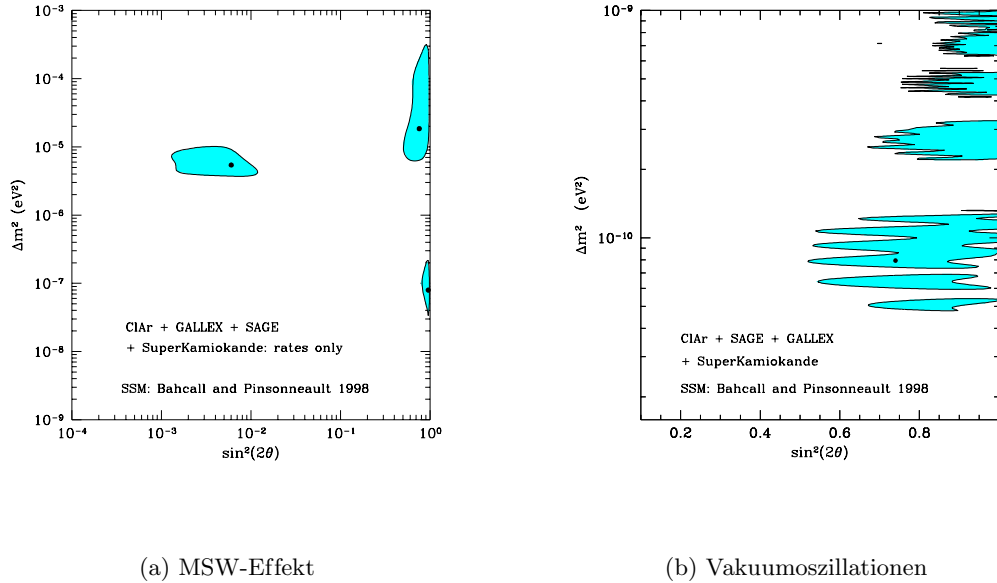 10⁻³
10⁻⁴
10⁻⁵
10⁻⁶
10⁻⁷
10⁻⁸
10⁻⁹
Δm² (eV²)
ClAr + GALLEX + SAGE
+ SuperKamiokande: rates only
SSM: Bahcall and Pinsonneault 1998
10⁻⁴ 10⁻³ 10⁻² 10⁻¹ 10⁰
sin²(2θ)
(a) MSW-Effekt
10⁻⁹
10⁻¹⁰
Δm² (eV²)
ClAr + SAGE + GALLEX
+ SuperKamiokande
SSM: Bahcall and Pinsonneault 1998
0.2 0.4 0.6 0.8
sin²(2θ)
(b) Vakuumoszillationen